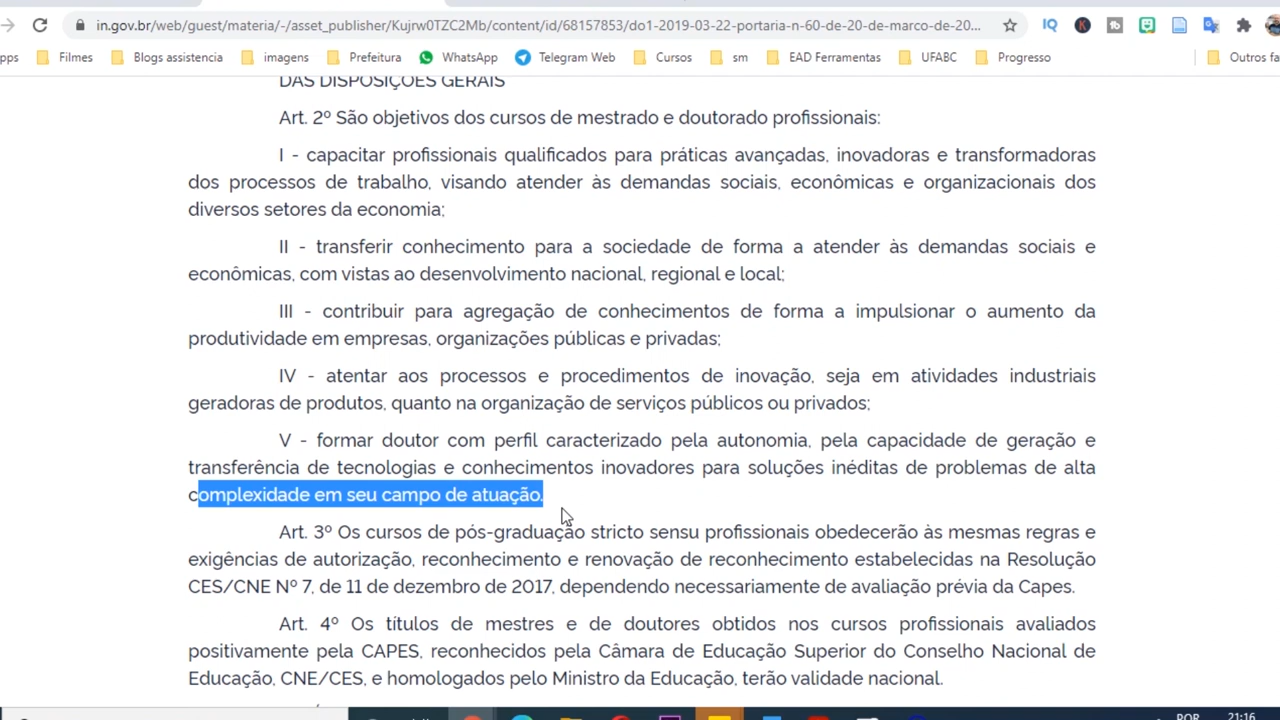 in.gov.br/web/guest/materia/-/asset_publisher/Kujrw0TZC2Mb/content/id/68157853/do1-2019-03-22-portaria-n-60-de-20-de-marco-de-20...
pps Filmes Blogs assistencia imagens Prefeitura WhatsApp Telegram Web Cursos sm EAD Ferramentas UFABC Progresso Outros fa
DAS DISPOSIÇÕES GERAIS
Art. 2º São objetivos dos cursos de mestrado e doutorado profissionais:
I - capacitar profissionais qualificados para práticas avançadas, inovadoras e transformadoras
dos processos de trabalho, visando atender às demandas sociais, econômicas e organizacionais dos
diversos setores da economia;
II - transferir conhecimento para a sociedade de forma a atender às demandas sociais e
econômicas, com vistas ao desenvolvimento nacional, regional e local;
III - contribuir para agregação de conhecimentos de forma a impulsionar o aumento da
produtividade em empresas, organizações públicas e privadas;
IV - atentar aos processos e procedimentos de inovação, seja em atividades industriais
geradoras de produtos, quanto na organização de serviços públicos ou privados;
V - formar doutor com perfil caracterizado pela autonomia, pela capacidade de geração e
transferência de tecnologias e conhecimentos inovadores para soluções inéditas de problemas de alta
complexidade em seu campo de atuação.
Art. 3º Os cursos de pós-graduação stricto sensu profissionais obedecerão às mesmas regras e
exigências de autorização, reconhecimento e renovação de reconhecimento estabelecidas na Resolução
CES/CNE Nº 7, de 11 de dezembro de 2017, dependendo necessariamente de avaliação prévia da Capes.
Art. 4º Os títulos de mestres e de doutores obtidos nos cursos profissionais avaliados
positivamente pela CAPES, reconhecidos pela Câmara de Educação Superior do Conselho Nacional de
Educação, CNE/CES, e homologados pelo Ministro da Educação, terão validade nacional.
POR 21:16